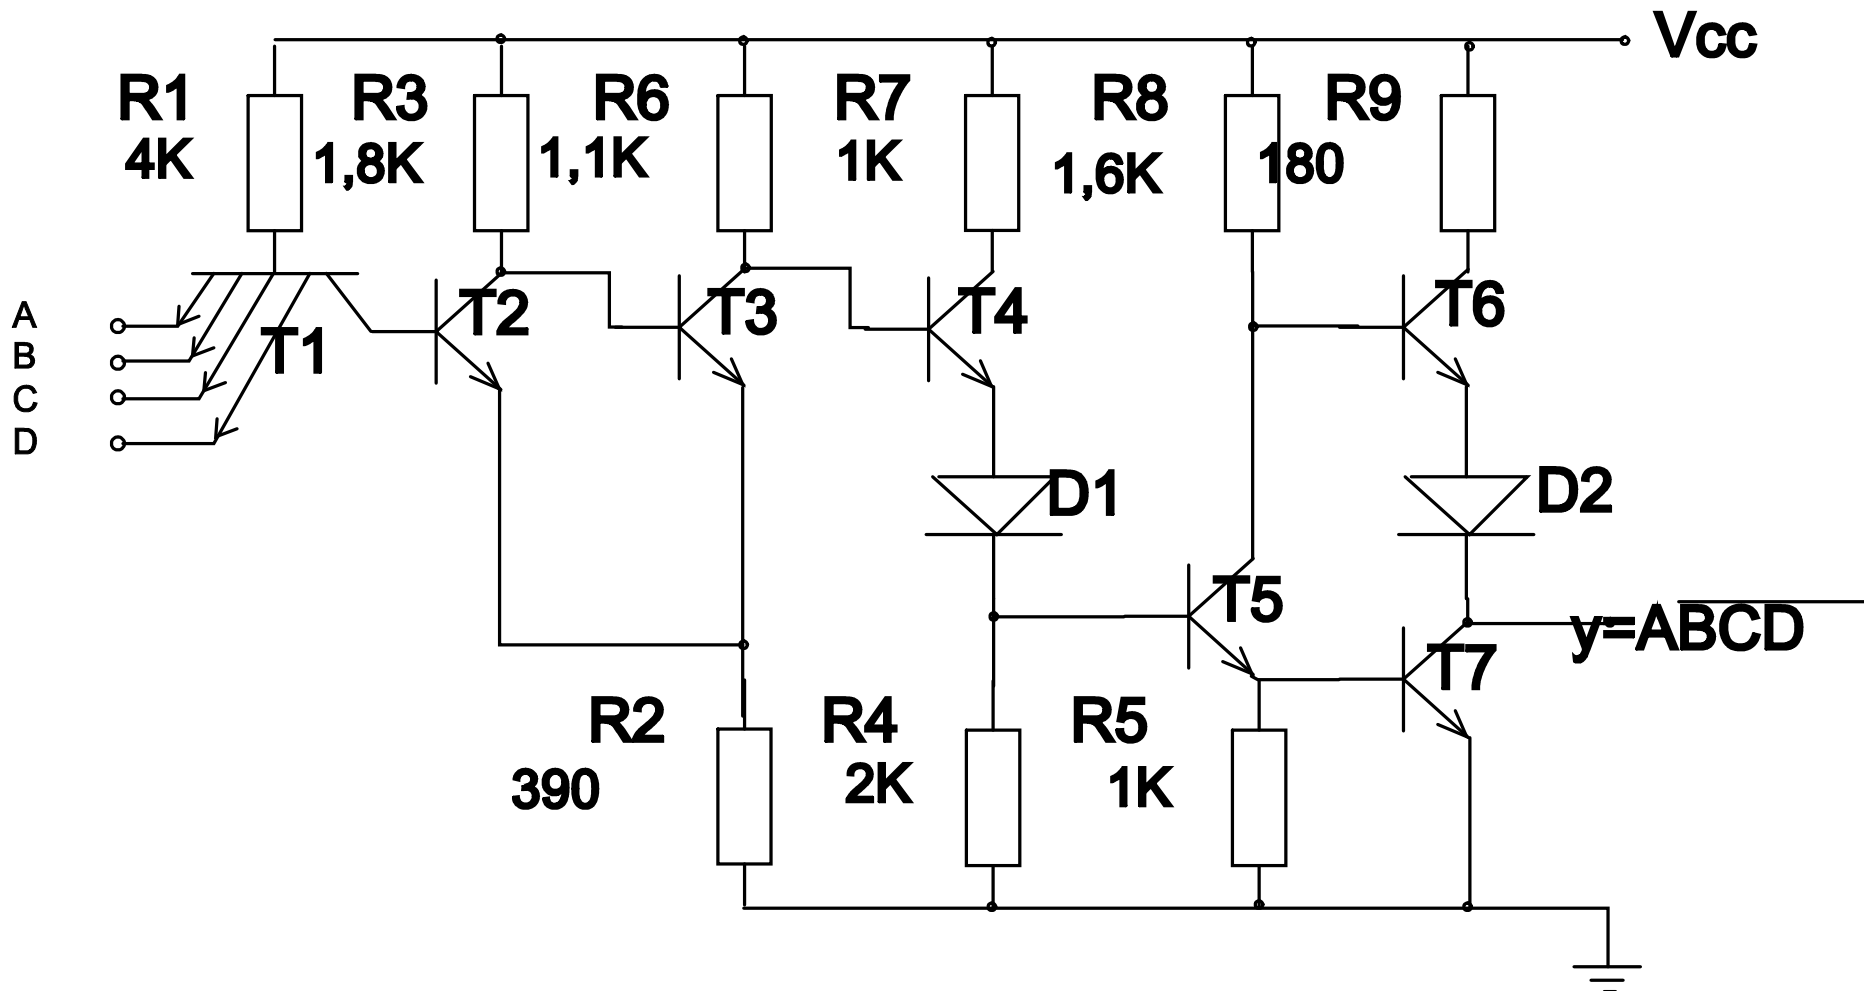 Vcc
R1
4K
R3
1,8K
R6
1,1K
R7
1K
R8
1,6K
R9
180
A
B
C
D
T1
T2
T3
T4
T6
D1
D2
T5
y=ABCD
T7
R2
390
R4
2K
R5
1K